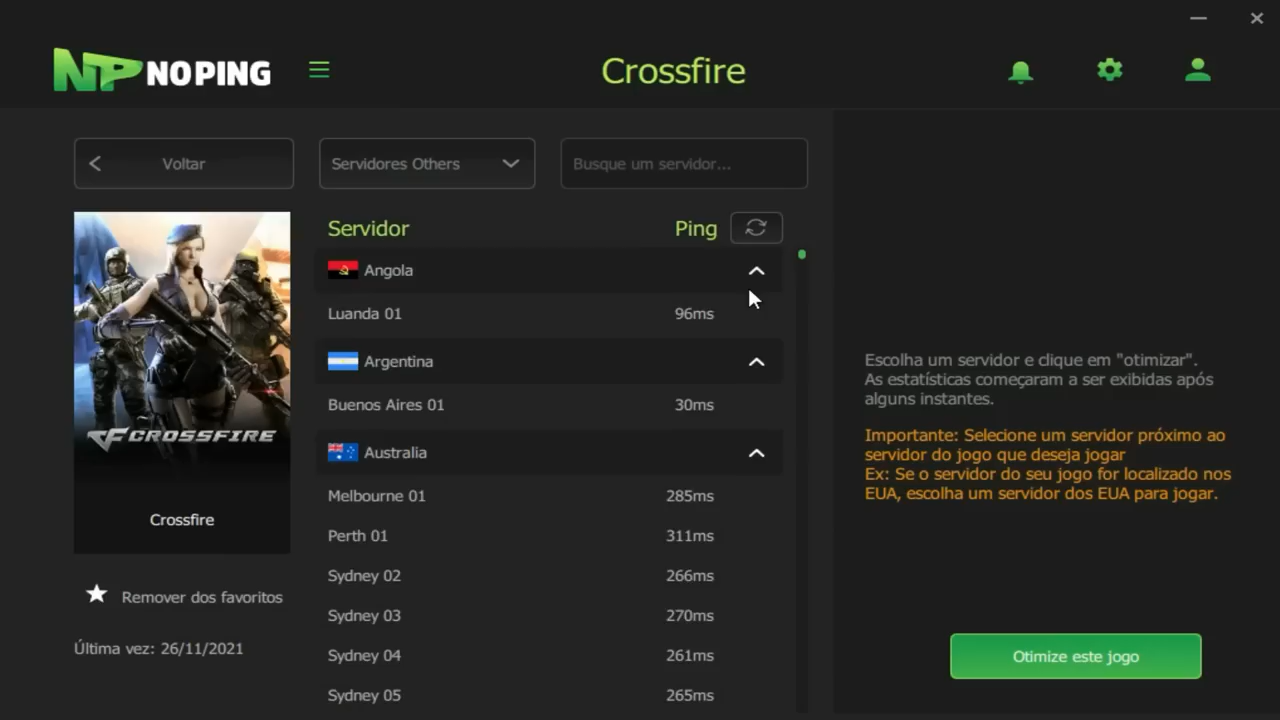 NP NOPING
Crossfire
Voltar
Servidores Others
Busque um servidor...
CF CROSSFIRE
Crossfire
Remover dos favoritos
Última vez: 26/11/2021
Servidor Ping
Angola
Luanda 01 96ms
Argentina
Buenos Aires 01 30ms
Australia
Melbourne 01 285ms
Perth 01 311ms
Sydney 02 266ms
Sydney 03 270ms
Sydney 04 261ms
Sydney 05 265ms
Escolha um servidor e clique em "otimizar".
As estatísticas começaram a ser exibidas após
alguns instantes.
Importante: Selecione um servidor próximo ao
servidor do jogo que deseja jogar
Ex: Se o servidor do seu jogo for localizado nos
EUA, escolha um servidor dos EUA para jogar.
Otimize este jogo